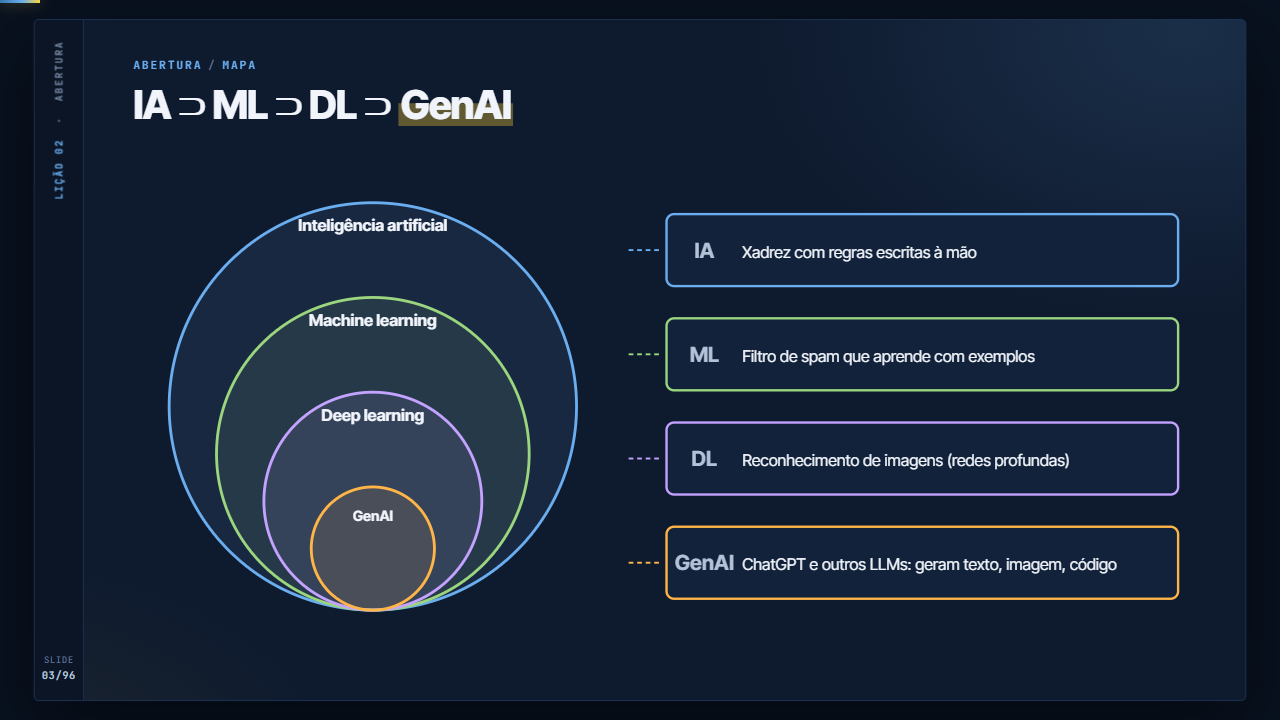 LIÇÃO 02 · ABERTURA
ABERTURA / MAPA
IA ⊃ ML ⊃ DL ⊃ GenAI
Inteligência artificial
Machine learning
Deep learning
GenAI
IA Xadrez com regras escritas à mão
ML Filtro de spam que aprende com exemplos
DL Reconhecimento de imagens (redes profundas)
GenAI ChatGPT e outros LLMs: geram texto, imagem, código
SLIDE
03/96